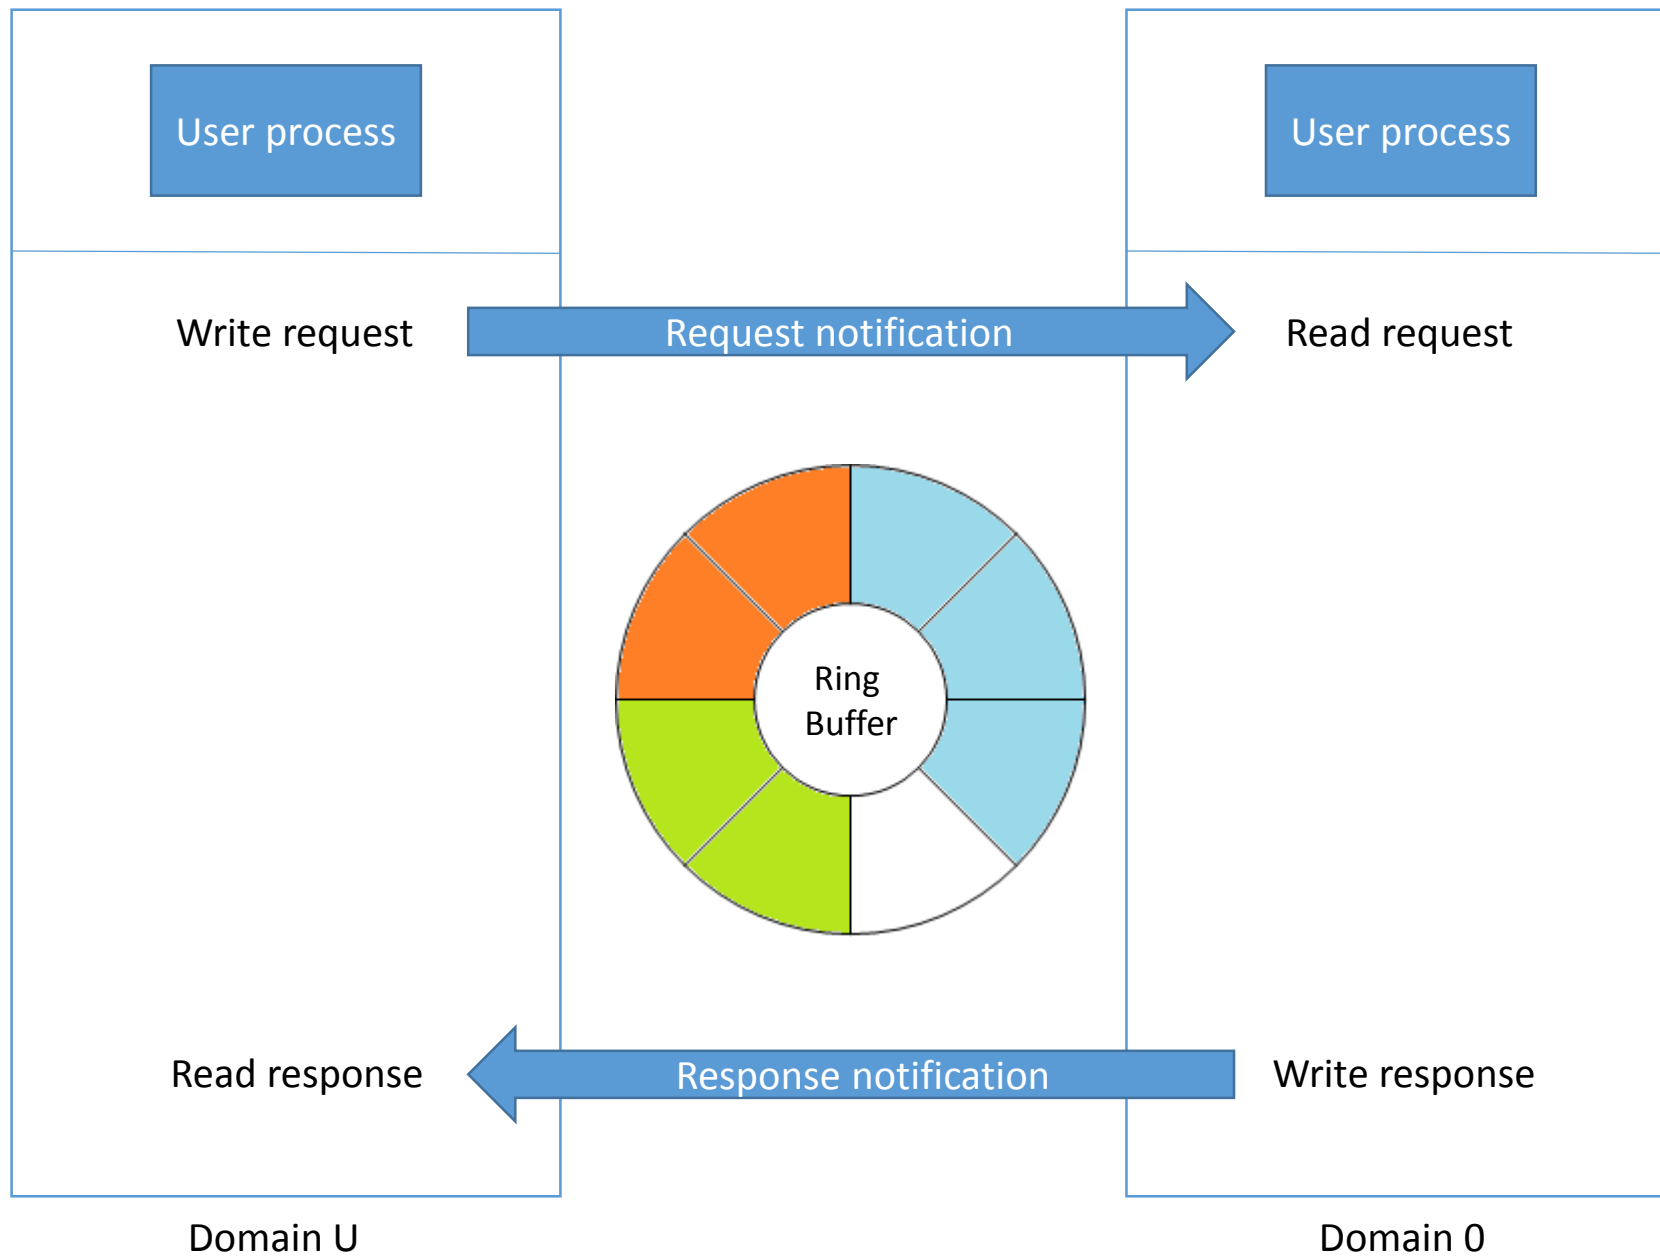 User process
User process
Write request
Request notification
Read request
Ring
Buffer
Read response
Response notification
Write response
Domain U
Domain 0